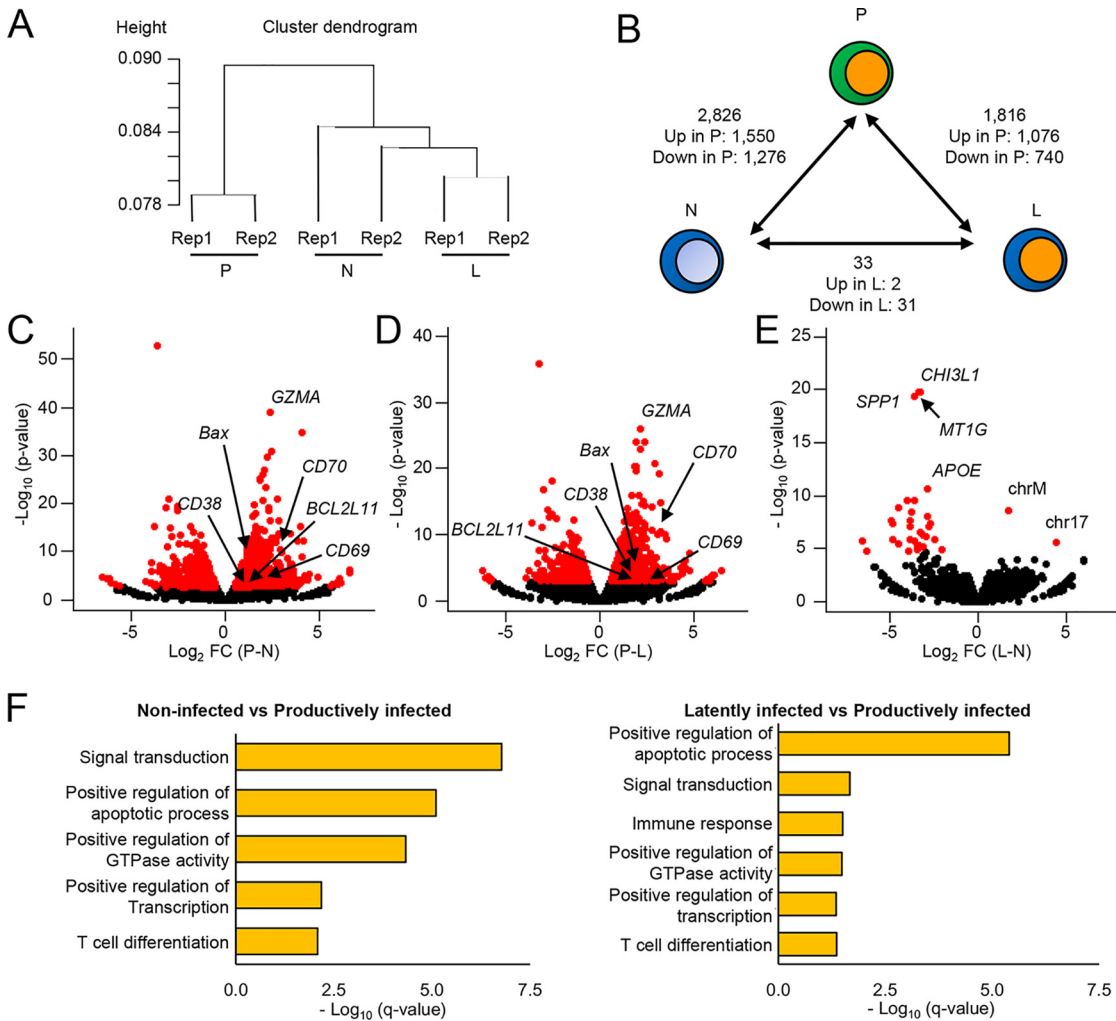 A
Height
Cluster dendrogram
0.090
0.084
0.078
Rep1 Rep2 Rep1 Rep2 Rep1 Rep2
P N L
B
P
2,826
Up in P: 1,550
Down in P: 1,276
1,816
Up in P: 1,076
Down in P: 740
N
L
33
Up in L: 2
Down in L: 31
C
-Log10 (p-value)
50
40
30
20
10
0
GZMA
Bax
CD70
CD38
BCL2L11
CD69
-5 0 5
Log2 FC (P-N)
D
- Log10 (p-value)
40
30
20
10
0
GZMA
Bax
CD70
CD38
BCL2L11
CD69
-5 0 5
Log2 FC (P-L)
E
- Log10 (p-value)
25
20
15
10
5
0
CHI3L1
SPP1
MT1G
APOE
chrM
chr17
-5 0 5
Log2 FC (L-N)
F
Non-infected vs Productively infected
Signal transduction
Positive regulation of
apoptotic process
Positive regulation of
GTPase activity
Positive regulation of
Transcription
T cell differentiation
0.0 2.5 5.0 7.5
- Log10 (q-value)
Latently infected vs Productively infected
Positive regulation of
apoptotic process
Signal transduction
Immune response
Positive regulation of
GTPase activity
Positive regulation of
transcription
T cell differentiation
0.0 2.5 5.0 7.5
- Log10 (q-value)